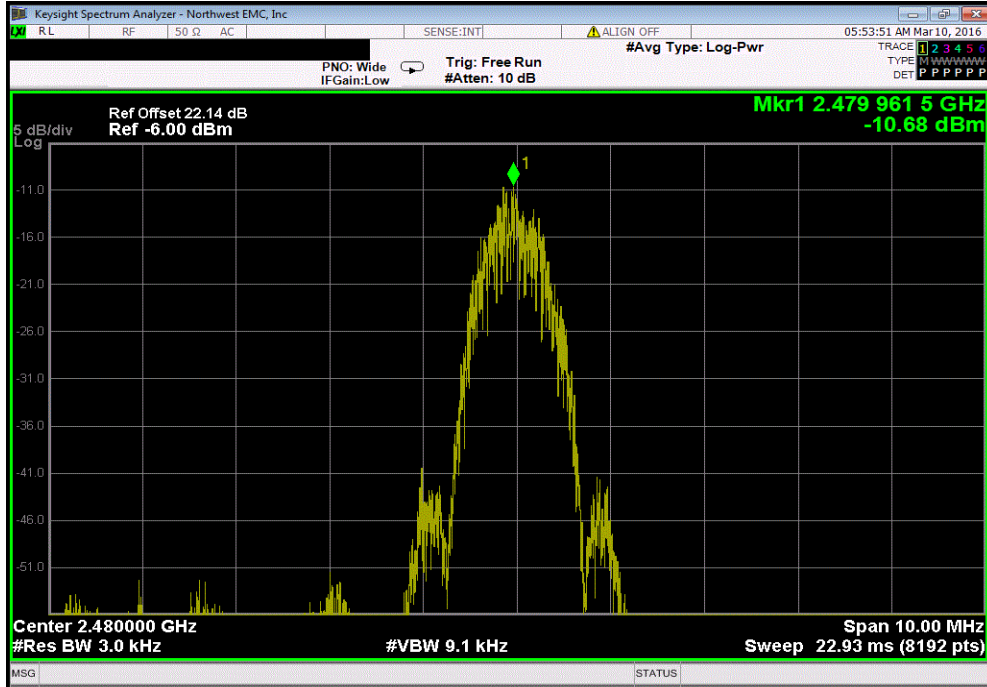 Keysight Spectrum Analyzer - Northwest EMC, Inc
LXI RL RF 50 Ω AC SENSE:INT ALIGN OFF 05:53:51 AM Mar 10, 2016
#Avg Type: Log-Pwr TRACE 1 2 3 4 5 6
PNO: Wide Trig: Free Run TYPE M WWWWW
IFGain:Low #Atten: 10 dB DET P P P P P P
Mkr1 2.479 961 5 GHz
Ref Offset 22.14 dB
5 dB/div Ref -6.00 dBm -10.68 dBm
Log
1
-11.0
-16.0
-21.0
-26.0
-31.0
-36.0
-41.0
-46.0
-51.0
Center 2.480000 GHz Span 10.00 MHz
#Res BW 3.0 kHz #VBW 9.1 kHz Sweep 22.93 ms (8192 pts)
MSG STATUS